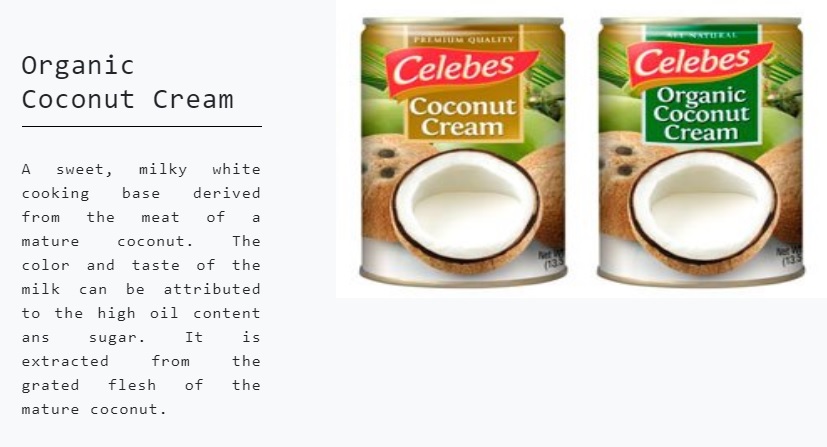 Organic
Coconut Cream
A sweet, milky white
cooking base derived
from the meat of a
mature coconut. The
color and taste of the
milk can be attributed
to the high oil content
ans sugar. It is
extracted from the
grated flesh of the
mature coconut.
PREMIUM QUALITY
Celebes
Coconut
Cream
Net
(13.5
ALL NATURAL
Celebes
Organic
Coconut
Cream
Net
(13.5